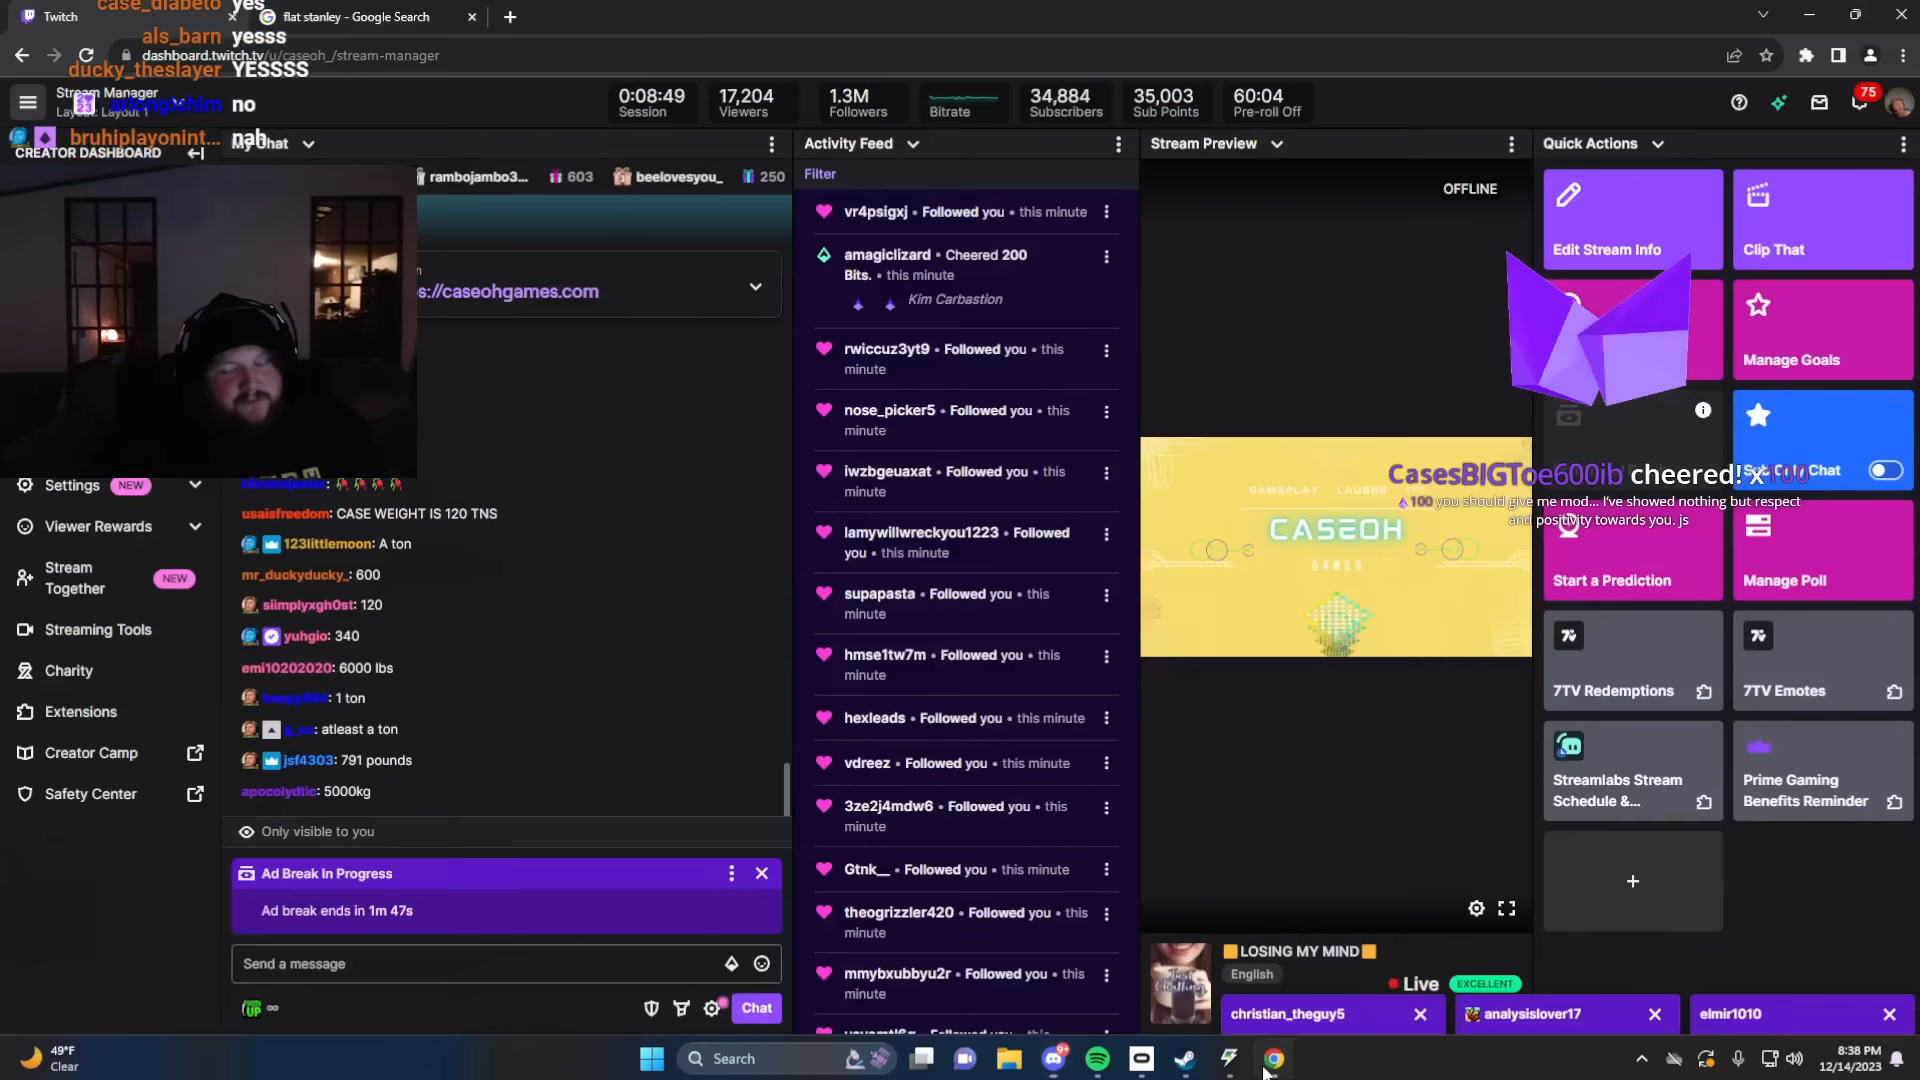 case_diabeto yes
Twitch
flat stanley - Google Search
als_barn yesss
dashboard.twitch.tv/u/caseoh_/stream-manager
ducky_theslayer YESSSS
Stream Manager
Layout: Layout 1
arlongishim no
bruhiplayonint... nah
0:08:49
Session
17,204
Viewers
1.3M
Followers
Bitrate
34,884
Subscribers
35,003
Sub Points
60:04
Pre-roll Off
75
CREATOR DASHBOARD
My Chat
Activity Feed
Stream Preview
Quick Actions
rambojambo3... 603 beelovesyou_ 250
s://caseohgames.com
Settings NEW
Viewer Rewards
Stream
Together NEW
Streaming Tools
Charity
Extensions
Creator Camp
Safety Center
usaisfreedom: CASE WEIGHT IS 120 TNS
123littlemoon: A ton
mr_duckyducky_: 600
siimplyxgh0st: 120
yuhgio: 340
emi10202020: 6000 lbs
: 1 ton
: atleast a ton
jsf4303: 791 pounds
apocolydtic: 5000kg
Only visible to you
Ad Break In Progress
Ad break ends in 1m 47s
Send a message
Chat
Filter
vr4psigxj • Followed you • this minute
amagiclizard • Cheered 200
Bits. • this minute
Kim Carbastion
rwiccuz3yt9 • Followed you • this
minute
nose_picker5 • Followed you • this
minute
iwzbgeuaxat • Followed you • this
minute
iamywillwreckyou1223 • Followed
you • this minute
supapasta • Followed you • this
minute
hmse1tw7m • Followed you • this
minute
hexleads • Followed you • this minute
vdreez • Followed you • this minute
3ze2j4mdw6 • Followed you • this
minute
Gtnk__ • Followed you • this minute
theogrizzler420 • Followed you • this
minute
mmybxubbyu2r • Followed you • this
minute
OFFLINE
GAMEPLAY - LAUGHS
CASEOH
GAMES
LOSING MY MIND
English
Live EXCELLENT
christian_theguy5
analysislover17
elmir1010
Edit Stream Info
Clip That
Manage Goals
Chat
CasesBIGToe600ib cheered! x100
100 you should give me mod... I've showed nothing but respect
and positivity towards you. js
Start a Prediction
Manage Poll
7TV Redemptions
7TV Emotes
Streamlabs Stream
Schedule &...
Prime Gaming
Benefits Reminder
49°F
Clear
Search
9+
8:38 PM
12/14/2023